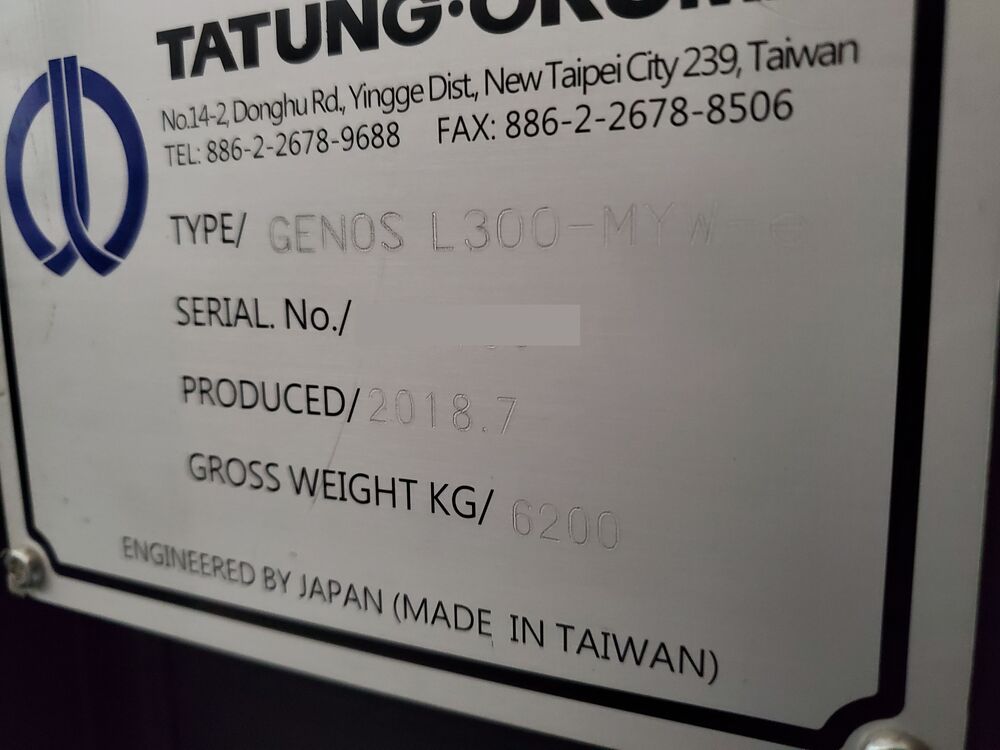 TATUNG·OKUM
No.14-2, Donghu Rd., Yingge Dist., New Taipei City 239, Taiwan
TEL: 886-2-2678-9688 FAX: 886-2-2678-8506
TYPE/ GENOS L300-MYW-e
SERIAL. No./
PRODUCED/ 2018.7
GROSS WEIGHT KG/ 6200
ENGINEERED BY JAPAN (MADE IN TAIWAN)